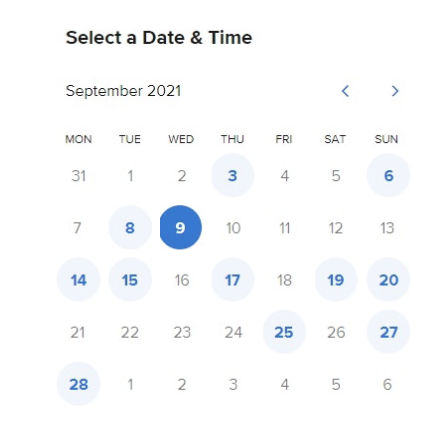 Select a Date & Time
September 2021
MON TUE WED THU FRI SAT SUN
31 1 2 3 4 5 6
7 8 9 10 11 12 13
14 15 16 17 18 19 20
21 22 23 24 25 26 27
28 1 2 3 4 5 6